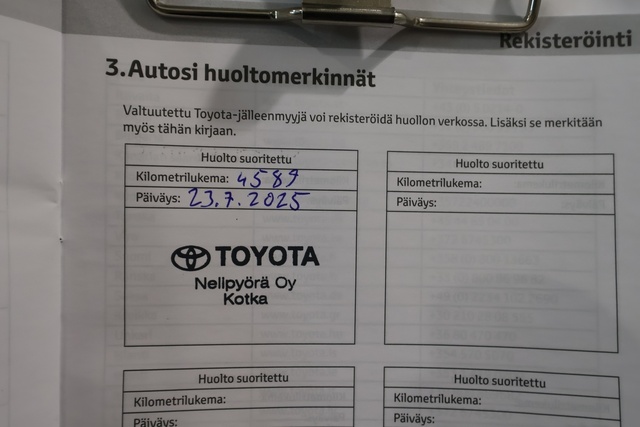 Rekisteröinti
3.Autosi huoltomerkinnät
Valtuutettu Toyota-jälleenmyyjä voi rekisteröidä huollon verkossa. Lisäksi se merkitään
myös tähän kirjaan.
Huolto suoritettu
Kilometrilukema: 4589
Päiväys: 23.7.2025
TOYOTA
Nelipyörä Oy
Kotka
Huolto suoritettu
Kilometrilukema:
Päiväys:
Huolto suoritettu
Kilometrilukema:
Päiväys:
Huolto suoritettu
Kilometrilukema:
Päiväys: